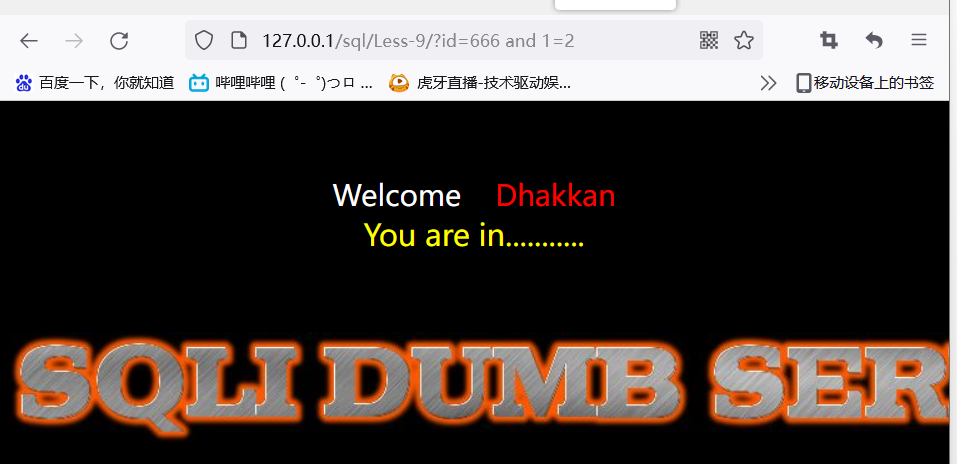 127.0.0.1/sql/Less-9/?id=666 and 1=2
百度一下，你就知道 哔哩哔哩 ( ゜- ゜)つロ ... 虎牙直播-技术驱动娱... 移动设备上的书签
Welcome Dhakkan
You are in...........
SQLI DUMB SER